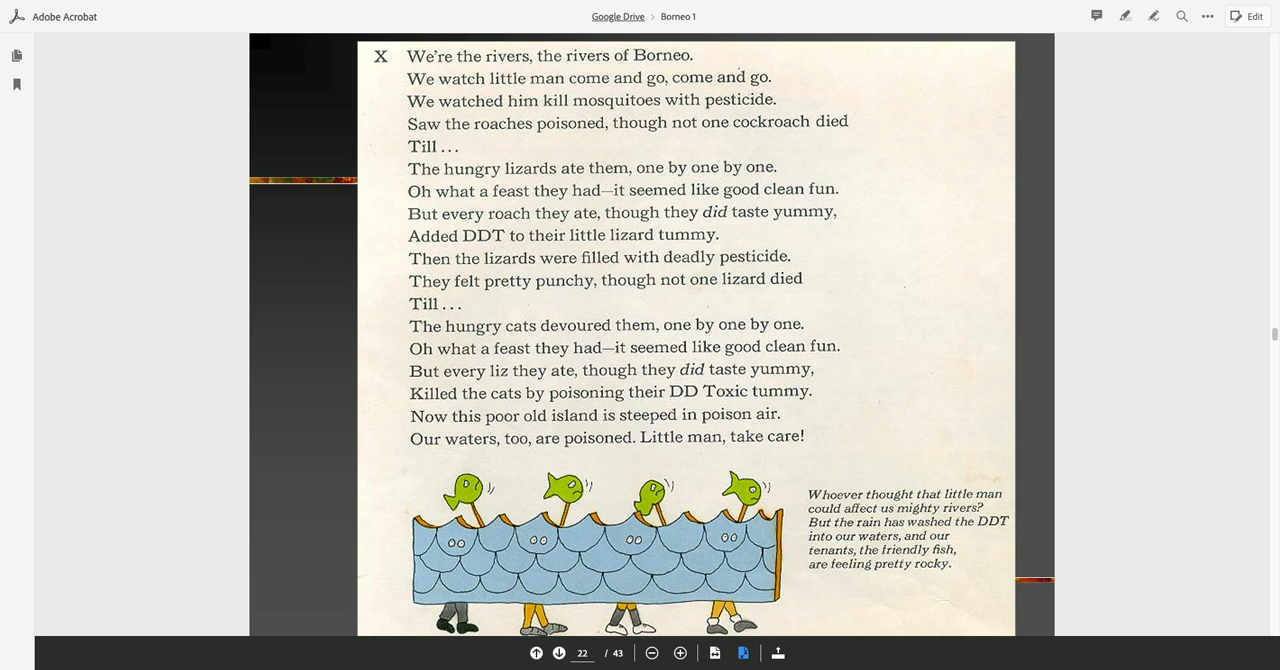 Adobe Acrobat
Google Drive > Borneo 1
Edit
X We're the rivers, the rivers of Borneo.
We watch little man come and go, come and go.
We watched him kill mosquitoes with pesticide.
Saw the roaches poisoned, though not one cockroach died
Till...
The hungry lizards ate them, one by one by one.
Oh what a feast they had—it seemed like good clean fun.
But every roach they ate, though they did taste yummy,
Added DDT to their little lizard tummy.
Then the lizards were filled with deadly pesticide.
They felt pretty punchy, though not one lizard died
Till...
The hungry cats devoured them, one by one by one.
Oh what a feast they had—it seemed like good clean fun.
But every liz they ate, though they did taste yummy,
Killed the cats by poisoning their DD Toxic tummy.
Now this poor old island is steeped in poison air.
Our waters, too, are poisoned. Little man, take care!
Whoever thought that little man
could affect us mighty rivers?
But the rain has washed the DDT
into our waters, and our
tenants, the friendly fish,
are feeling pretty rocky.
22 / 43